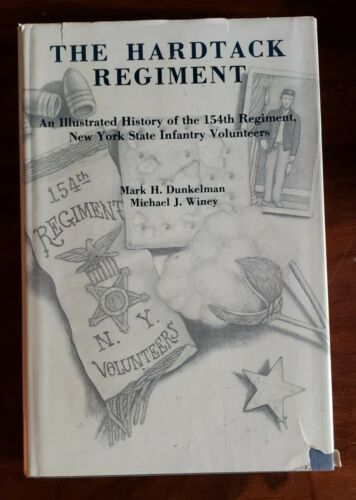 THE HARDTACK
REGIMENT
An Illustrated History of the 154th Regiment,
New York State Infantry Volunteers
Mark H. Dunkelman
Michael J. Winey
154th
REGIMENT
N. Y.
VOLUNTEERS